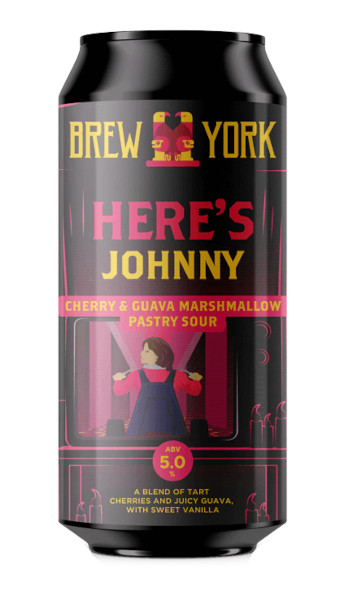 BREW YORK
HERE'S
JOHNNY
CHERRY & GUAVA MARSHMALLOW
PASTRY SOUR
ABV
5.0
%
A BLEND OF TART
CHERRIES AND JUICY GUAVA,
WITH SWEET VANILLA